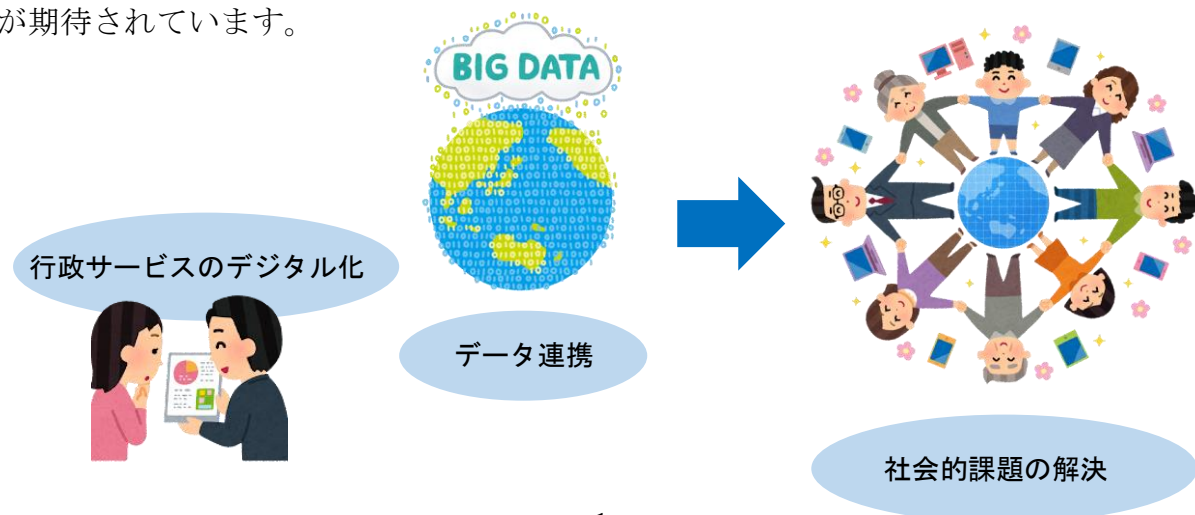 が期待されています。
BIG DATA
行政サービスのデジタル化
データ連携
社会的課題の解決